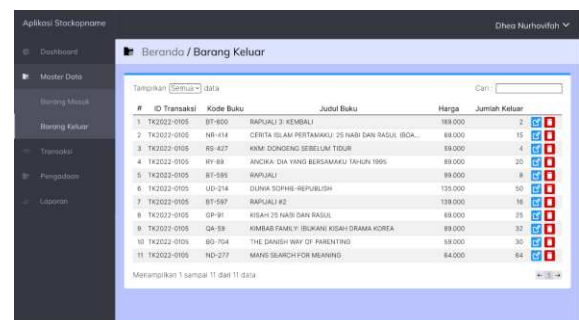 Aplikasi Stockopname
Dhea Nurhovifah
Dashboard
Beranda / Barang Keluar
Master Data
Barang Masuk
Barang Keluar
Transaksi
Pengadaan
Laporan
Tampilkan Semua data
Cari :
# ID Transaksi Kode Buku Judul Buku Harga Jumlah Keluar
1 TK2022-0105 BT-600 RAPIJALI 3: KEMBALI 169.000 2
2 TK2022-0105 NR-414 CERITA ISLAM PERTAMAKU: 25 NABI DAN RASUL (BOA... 68.000 15
3 TK2022-0105 RS-427 KKM: DONGENG SEBELUM TIDUR 59.000 4
4 TK2022-0105 RY-89 ANCIKA: DIA YANG BERSAMAKU TAHUN 1995 89.000 20
5 TK2022-0105 BT-595 RAPIJALI 99.000 8
6 TK2022-0105 UD-214 DUNIA SOPHIE-REPUBLISH 135.000 50
7 TK2022-0105 BT-597 RAPIJALI #2 139.000 16
8 TK2022-0105 OP-91 KISAH 25 NABI DAN RASUL 69.000 25
9 TK2022-0105 QA-58 KIMBAB FAMILY: (BUKAN) KISAH DRAMA KOREA 89.000 32
10 TK2022-0105 BG-704 THE DANISH WAY OF PARENTING 59.000 30
11 TK2022-0105 ND-277 MANS SEARCH FOR MEANING 64.000 64
Menampilkan 1 sampai 11 dari 11 data
← 1 →